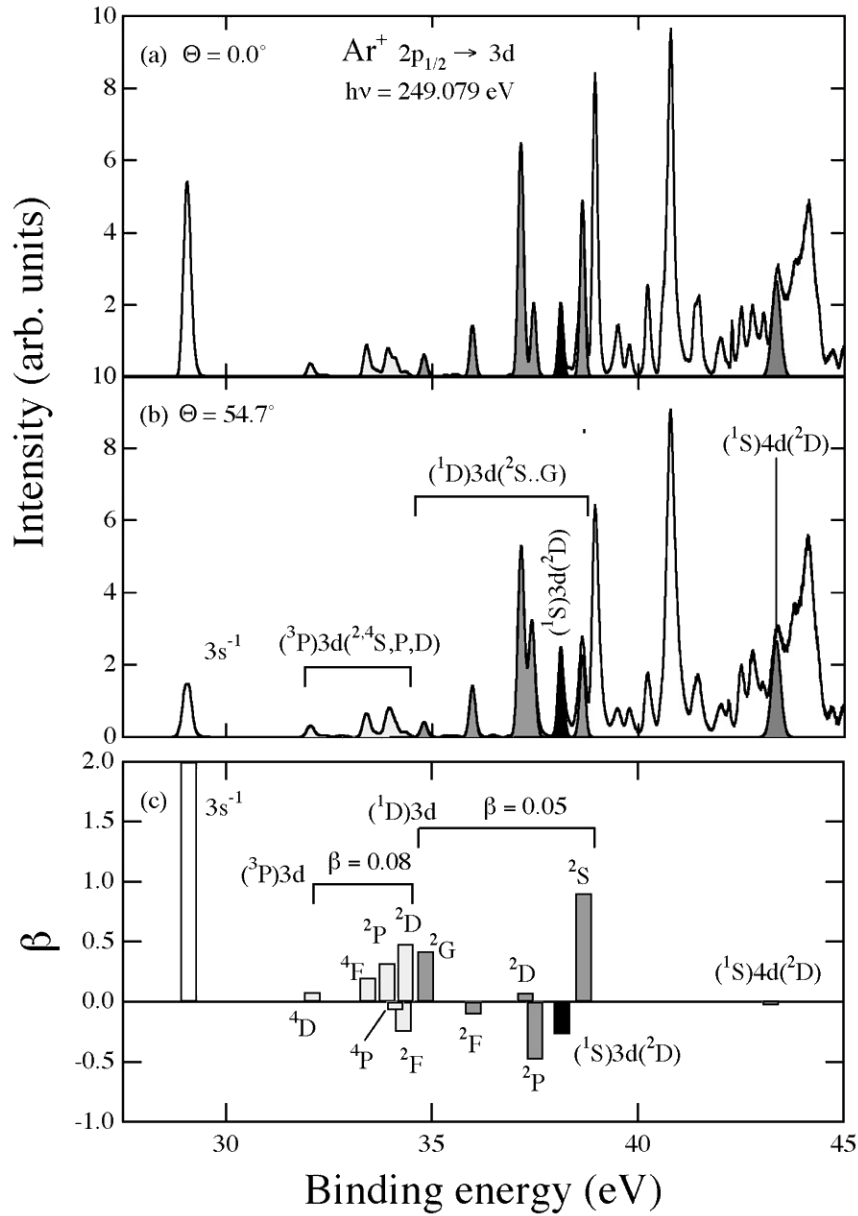 Intensity (arb. units)
10
8
6
4
2
10
8
6
4
2
0
(a) Θ = 0.0°
Ar⁺ 2p₁/₂ → 3d
hν = 249.079 eV
(b) Θ = 54.7°
(¹S)4d(²D)
(¹D)3d(²S..G)
(¹S)3d(²D)
3s⁻¹
(³P)3d(²,⁴S,P,D)
β
2.0
1.5
1.0
0.5
0.0
-0.5
-1.0
(c)
3s⁻¹
(¹D)3d
β = 0.05
(³P)3d
β = 0.08
²S
²P
²D
⁴F
²G
²D
(¹S)4d(²D)
⁴D
⁴P
²F
²F
²P
(¹S)3d(²D)
30
35
40
45
Binding energy (eV)